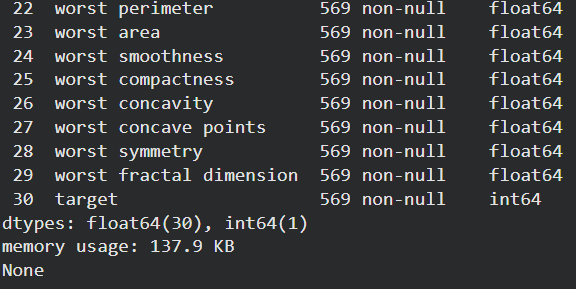 22 worst perimeter 569 non-null float64
23 worst area 569 non-null float64
24 worst smoothness 569 non-null float64
25 worst compactness 569 non-null float64
26 worst concavity 569 non-null float64
27 worst concave points 569 non-null float64
28 worst symmetry 569 non-null float64
29 worst fractal dimension 569 non-null float64
30 target 569 non-null int64
dtypes: float64(30), int64(1)
memory usage: 137.9 KB
None